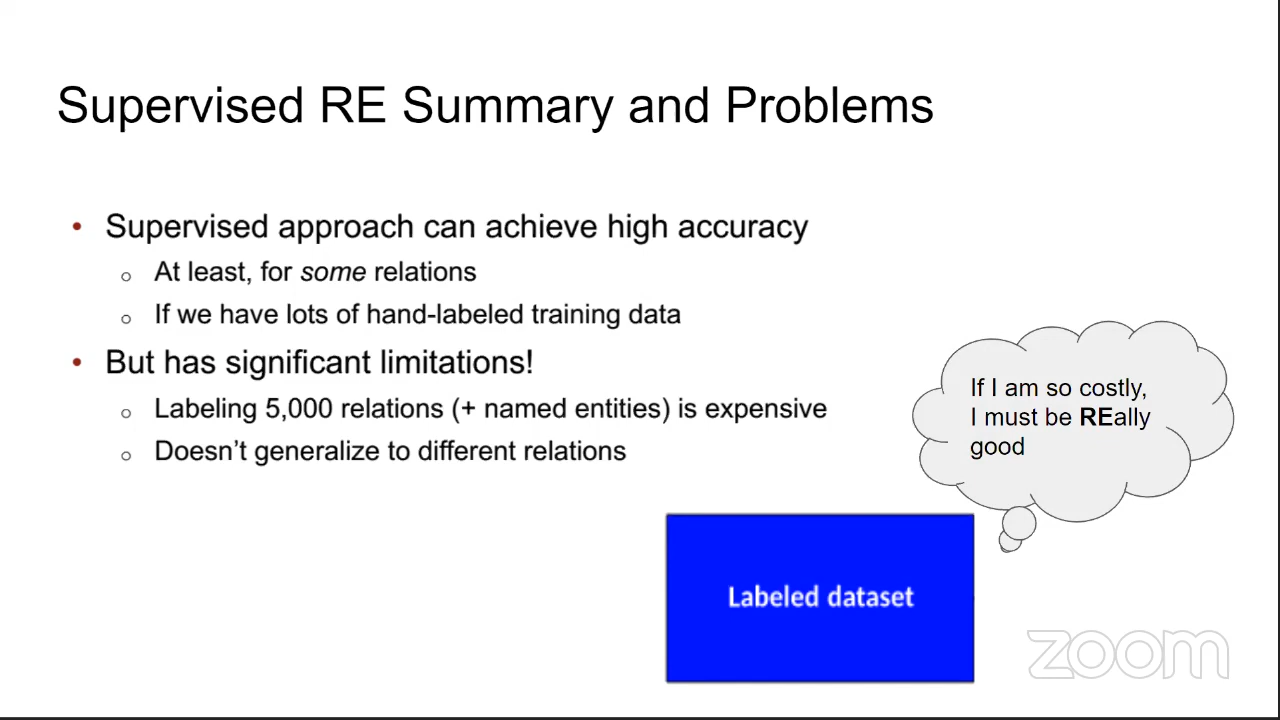 Supervised RE Summary and Problems
• Supervised approach can achieve high accuracy
o At least, for some relations
o If we have lots of hand-labeled training data
• But has significant limitations!
o Labeling 5,000 relations (+ named entities) is expensive
o Doesn’t generalize to different relations
If I am so costly,
I must be REally
good
Labeled dataset
zoom